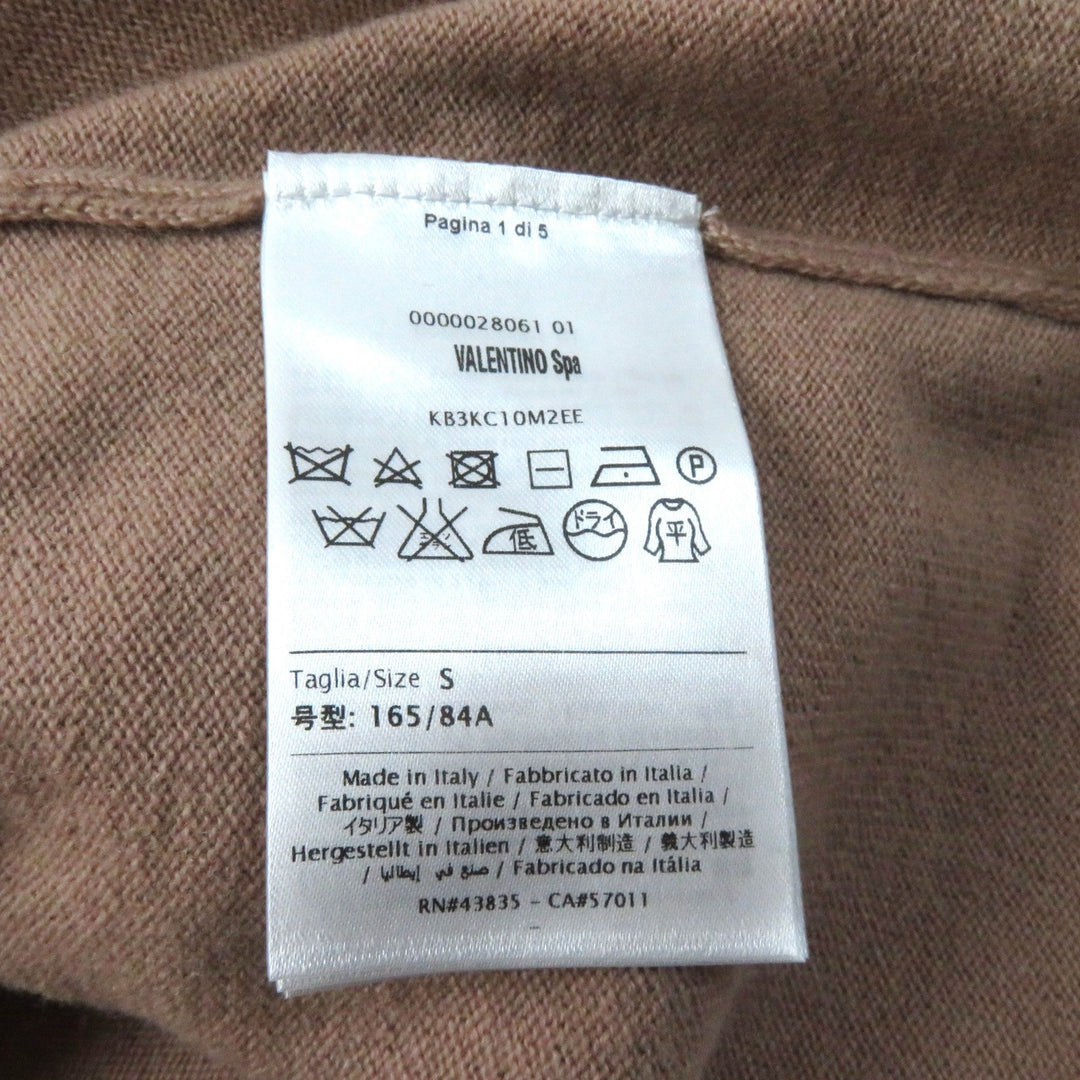 Pagina 1 di 5
0000028061 01
VALENTINO Spa
KB3KC10M2EE
P
低 ドライ 平
Taglia/Size S
号型: 165/84A
Made in Italy / Fabbricato in Italia /
Fabriqué en Italie / Fabricado en Italia /
イタリア製 / Произведено в Италии /
Hergestellt in Italien / 意大利制造 / 義大利製造
/ صنع في إيطاليا / Fabricado na Itália
RN#43835 - CA#57011